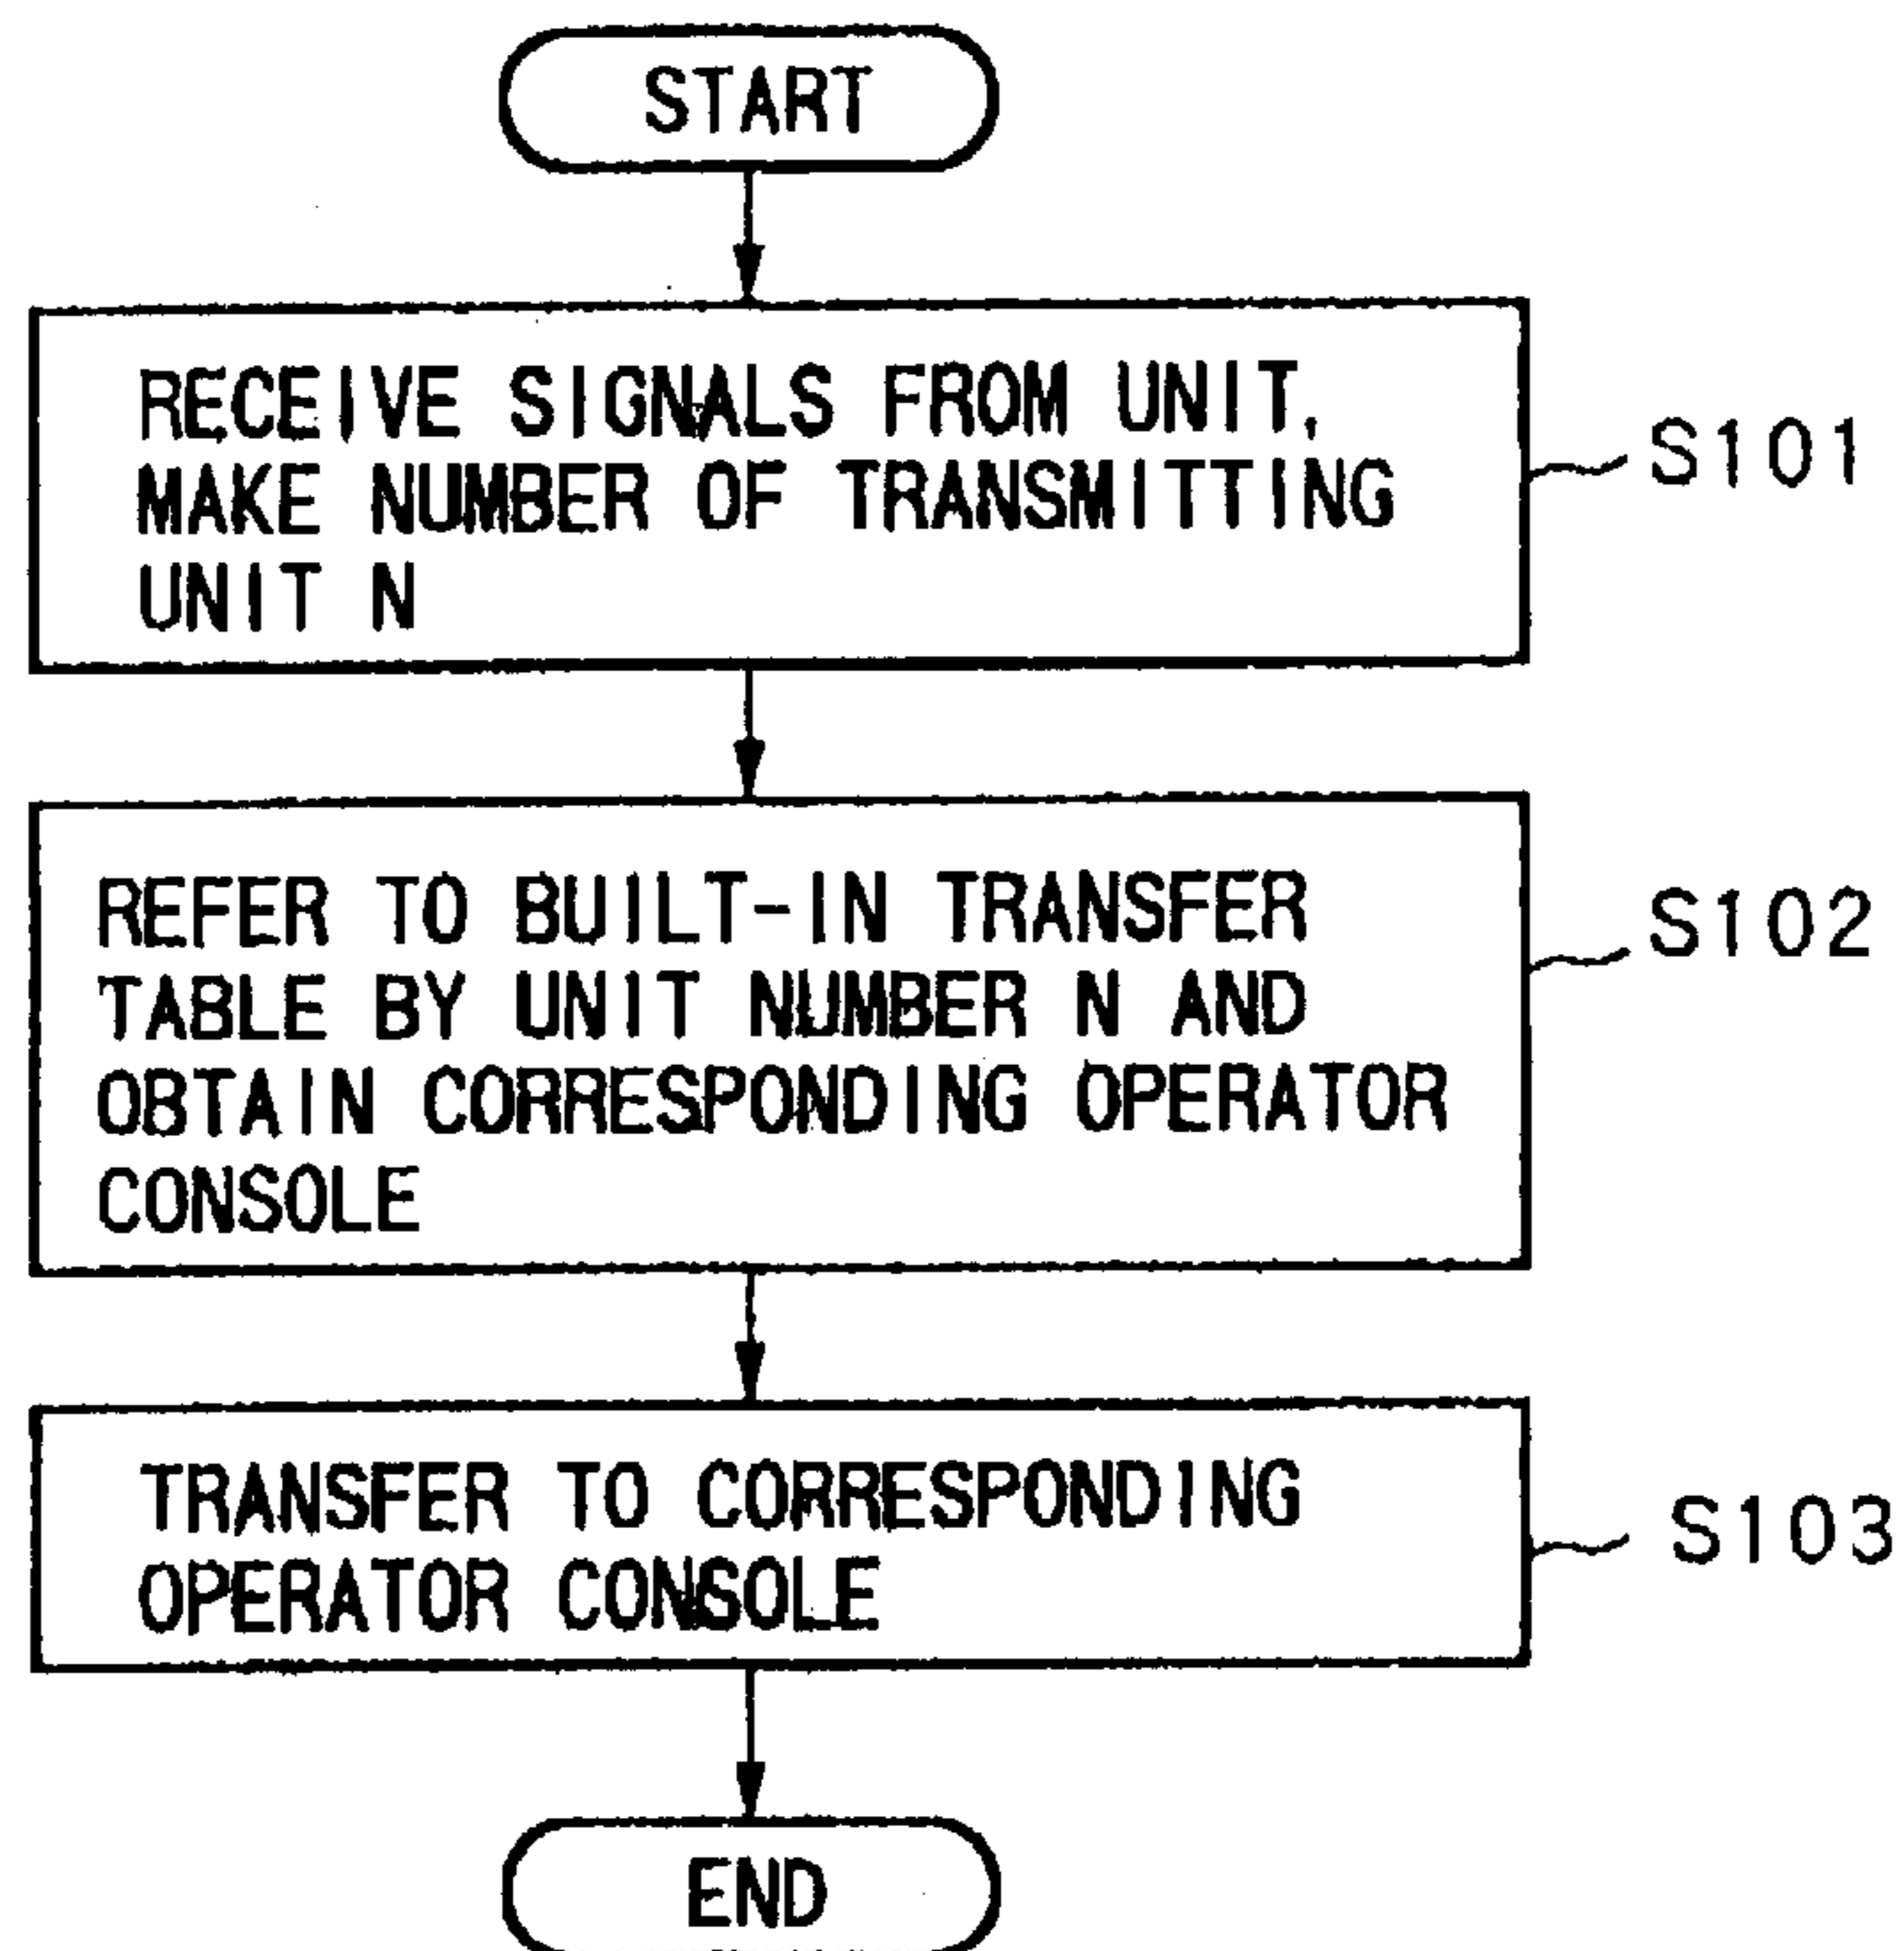 START
RECEIVE SIGNALS FROM UNIT,
MAKE NUMBER OF TRANSMITTING
UNIT N
S101
REFER TO BUILT-IN TRANSFER
TABLE BY UNIT NUMBER N AND
OBTAIN CORRESPONDING OPERATOR
CONSOLE
S102
TRANSFER TO CORRESPONDING
OPERATOR CONSOLE
S103
END